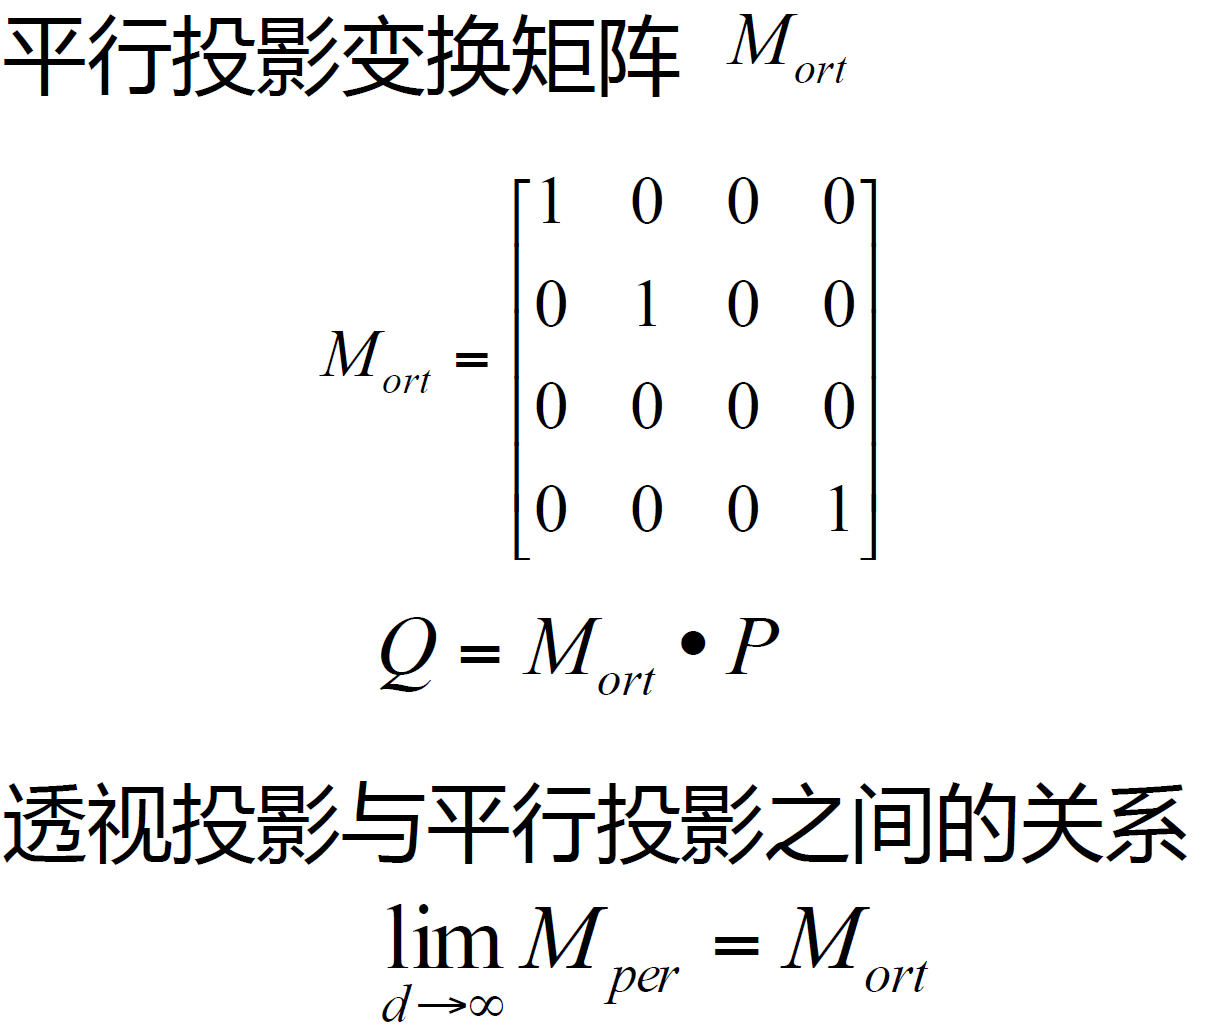 平行投影变换矩阵 M_ort
M_ort = [1 0 0 0
0 1 0 0
0 0 0 0
0 0 0 1]
Q = M_ort • P
透视投影与平行投影之间的关系
lim_{d→∞} M_per = M_ort